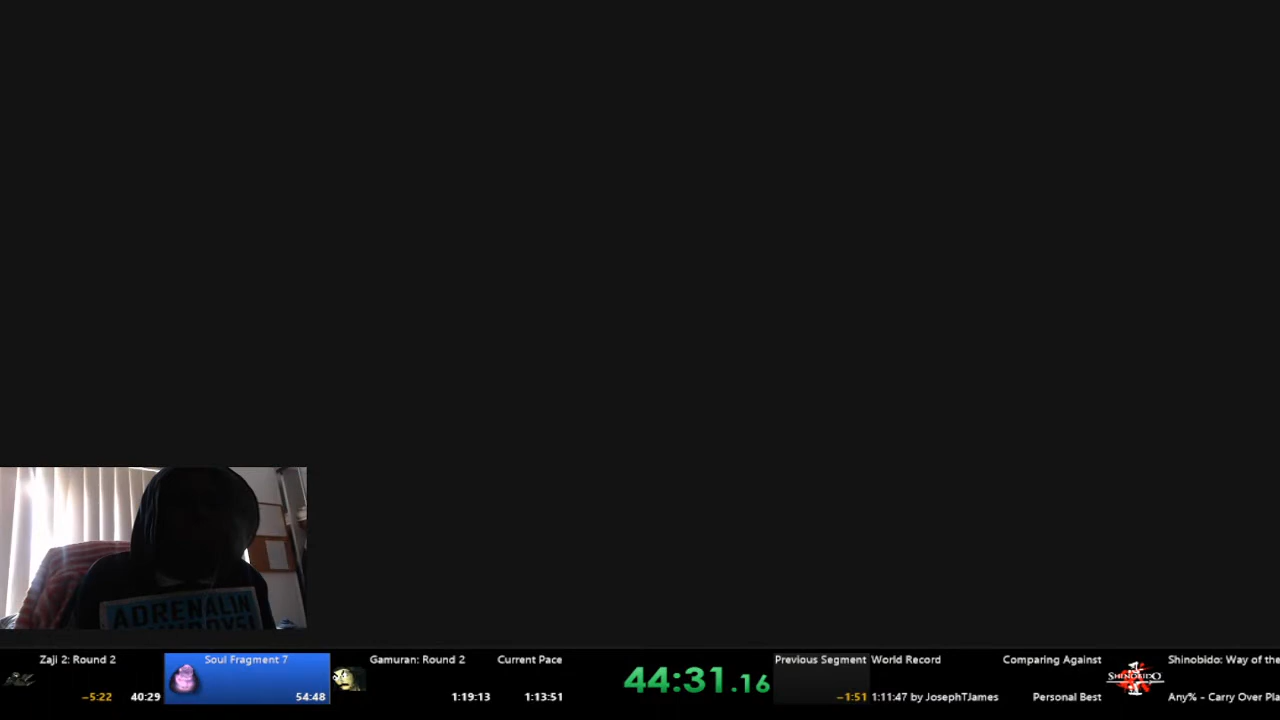 ADRENALIN
Zaji 2: Round 2
−5:22 40:29
Soul Fragment 7
54:48
Gamuran: Round 2
1:19:13
Current Pace
1:13:51
44:31.16
Previous Segment
−1:51
World Record
1:11:47 by JosephTJames
Comparing Against
Personal Best
SHINOBIDO
Shinobido: Way of the
Any% - Carry Over Pla